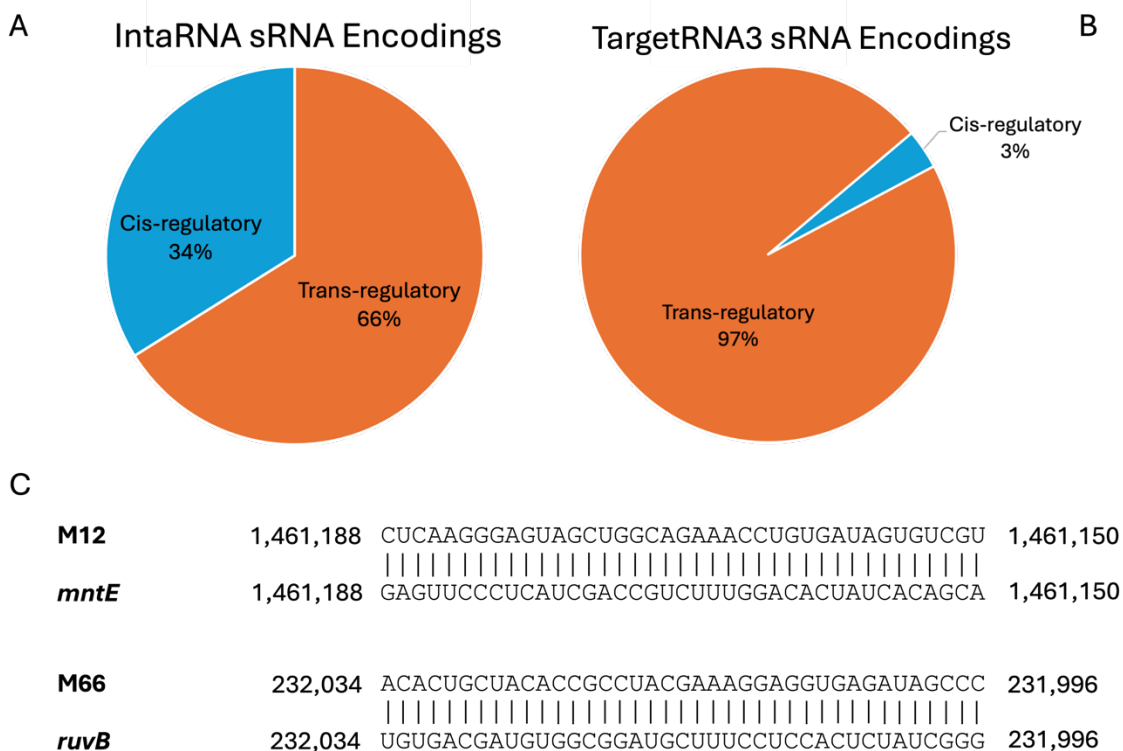 A
IntaRNA sRNA Encodings
TargetRNA3 sRNA Encodings
B
Cis-regulatory
34%
Trans-regulatory
66%
Cis-regulatory
3%
Trans-regulatory
97%
C
M12 1,461,188 CUCAAGGGAGUAGCUGGCAGAAACCUGUGAUAGUGUCGU 1,461,150
mntE 1,461,188 GAGUUCCCUCAUCGACCGUCUUUGGACACUAUCACAGCA 1,461,150
M66 232,034 ACACUGCUACACCGCCUACGAAAGGAGGUGAGAUAGCCC 231,996
ruvB 232,034 UGUGACGAUGUGGCGGAUGCUUUCCUCCACUCUAUCGGG 231,996